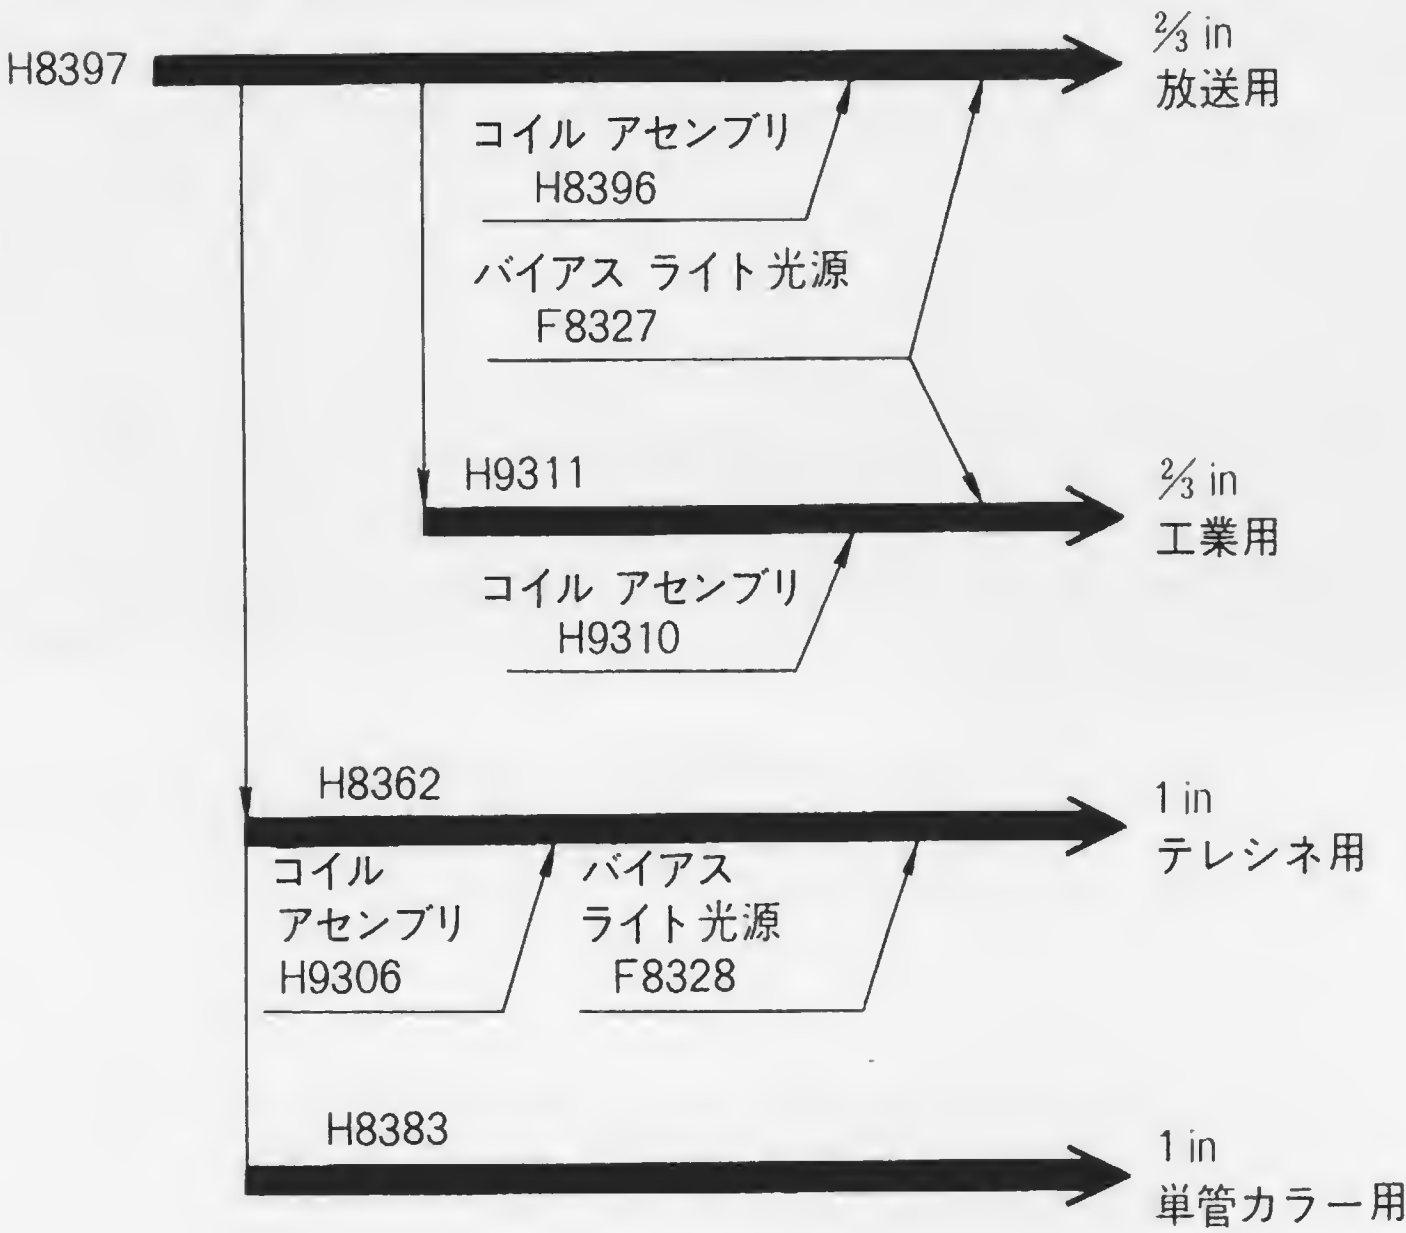 H8397
⅔ in
放送用
コイル アセンブリ
H8396
バイアス ライト光源
F8327
H9311
⅔ in
工業用
コイル アセンブリ
H9310
H8362
1 in
テレシネ用
コイル
アセンブリ
H9306
バイアス
ライト光源
F8328
H8383
1 in
単管カラー用